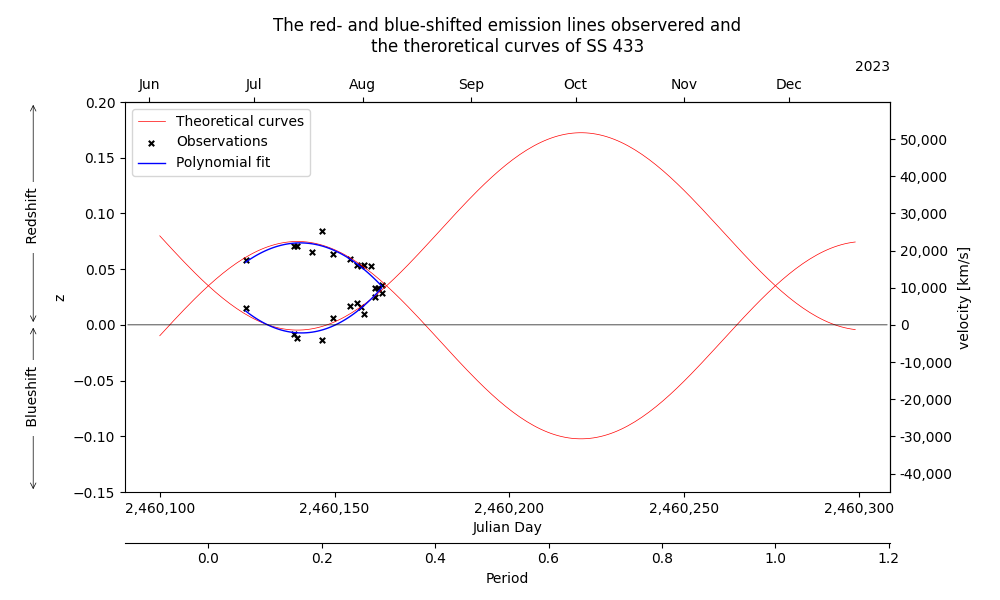 The red- and blue-shifted emission lines observered and
the theroretical curves of SS 433
2023
Jun Jul Aug Sep Oct Nov Dec
Theoretical curves
Observations
Polynomial fit
Redshift
Blueshift
z
0.20
0.15
0.10
0.05
0.00
−0.05
−0.10
−0.15
50,000
40,000
30,000
20,000
10,000
0
-10,000
-20,000
-30,000
-40,000
velocity [km/s]
2,460,100 2,460,150 2,460,200 2,460,250 2,460,300
Julian Day
0.0 0.2 0.4 0.6 0.8 1.0 1.2
Period